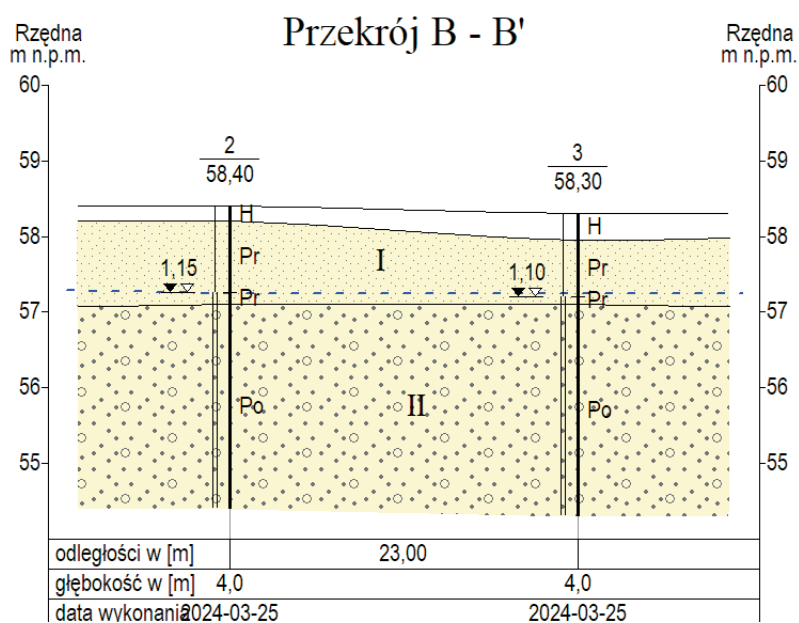 Przekrój B - B'
Rzędna
m n.p.m.
Rzędna
m n.p.m.
60
60
59
2
58,40
3
58,30
59
58
H
H
58
Pr
I
Pr
1,15
1,10
Pr
Pr
57
57
56
56
Po
II
Po
55
55
odległości w [m] 23,00
głębokość w [m] 4,0 4,0
data wykonania 2024-03-25 2024-03-25